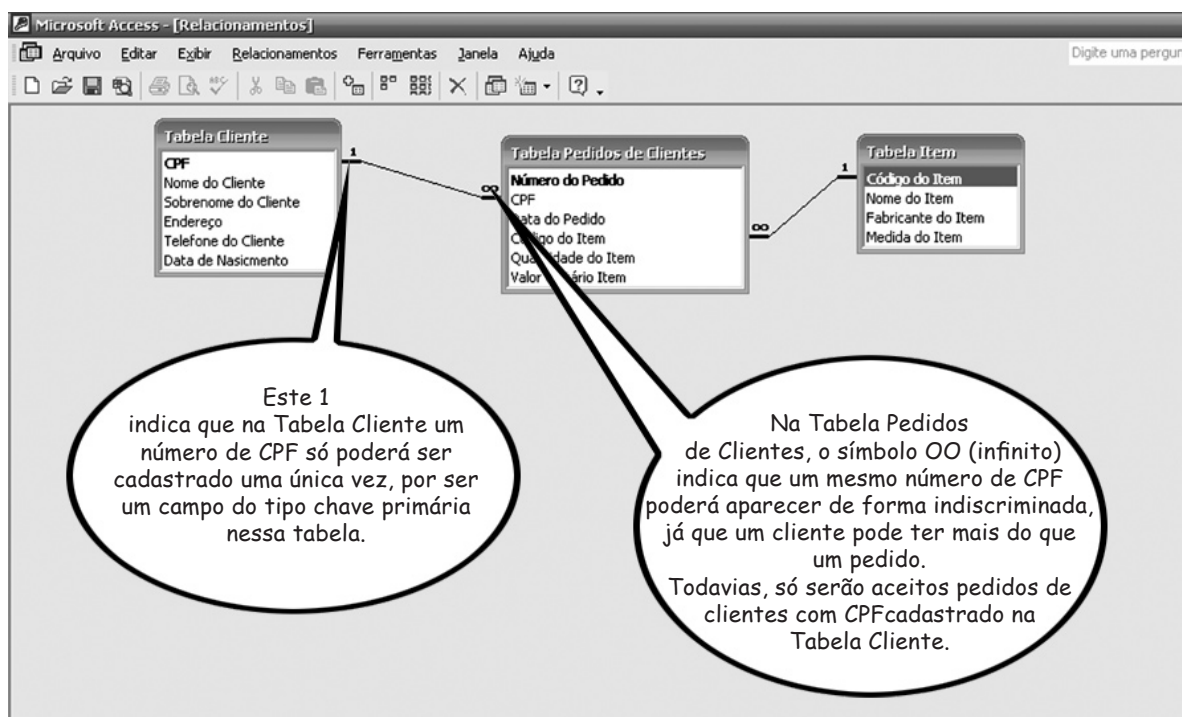 Microsoft Access - [Relacionamentos]
Arquivo Editar Exibir Relacionamentos Ferramentas Janela Ajuda
Digite uma pergun
Tabela Cliente
CPF
Nome do Cliente
Sobrenome do Cliente
Endereço
Telefone do Cliente
Data de Nasicmento
1
∞
Tabela Pedidos de Clientes
Número do Pedido
CPF
Data do Pedido
Código do Item
Quantidade do Item
Valor Item
∞
1
Tabela Item
Código do Item
Nome do Item
Fabricante do Item
Medida do Item
Este 1
indica que na Tabela Cliente um
número de CPF só poderá ser
cadastrado uma única vez, por ser
um campo do tipo chave primária
nessa tabela.
Na Tabela Pedidos
de Clientes, o símbolo OO (infinito)
indica que um mesmo número de CPF
poderá aparecer de forma indiscriminada,
já que um cliente pode ter mais do que
um pedido.
Todavias, só serão aceitos pedidos de
clientes com CPFcadastrado na
Tabela Cliente.